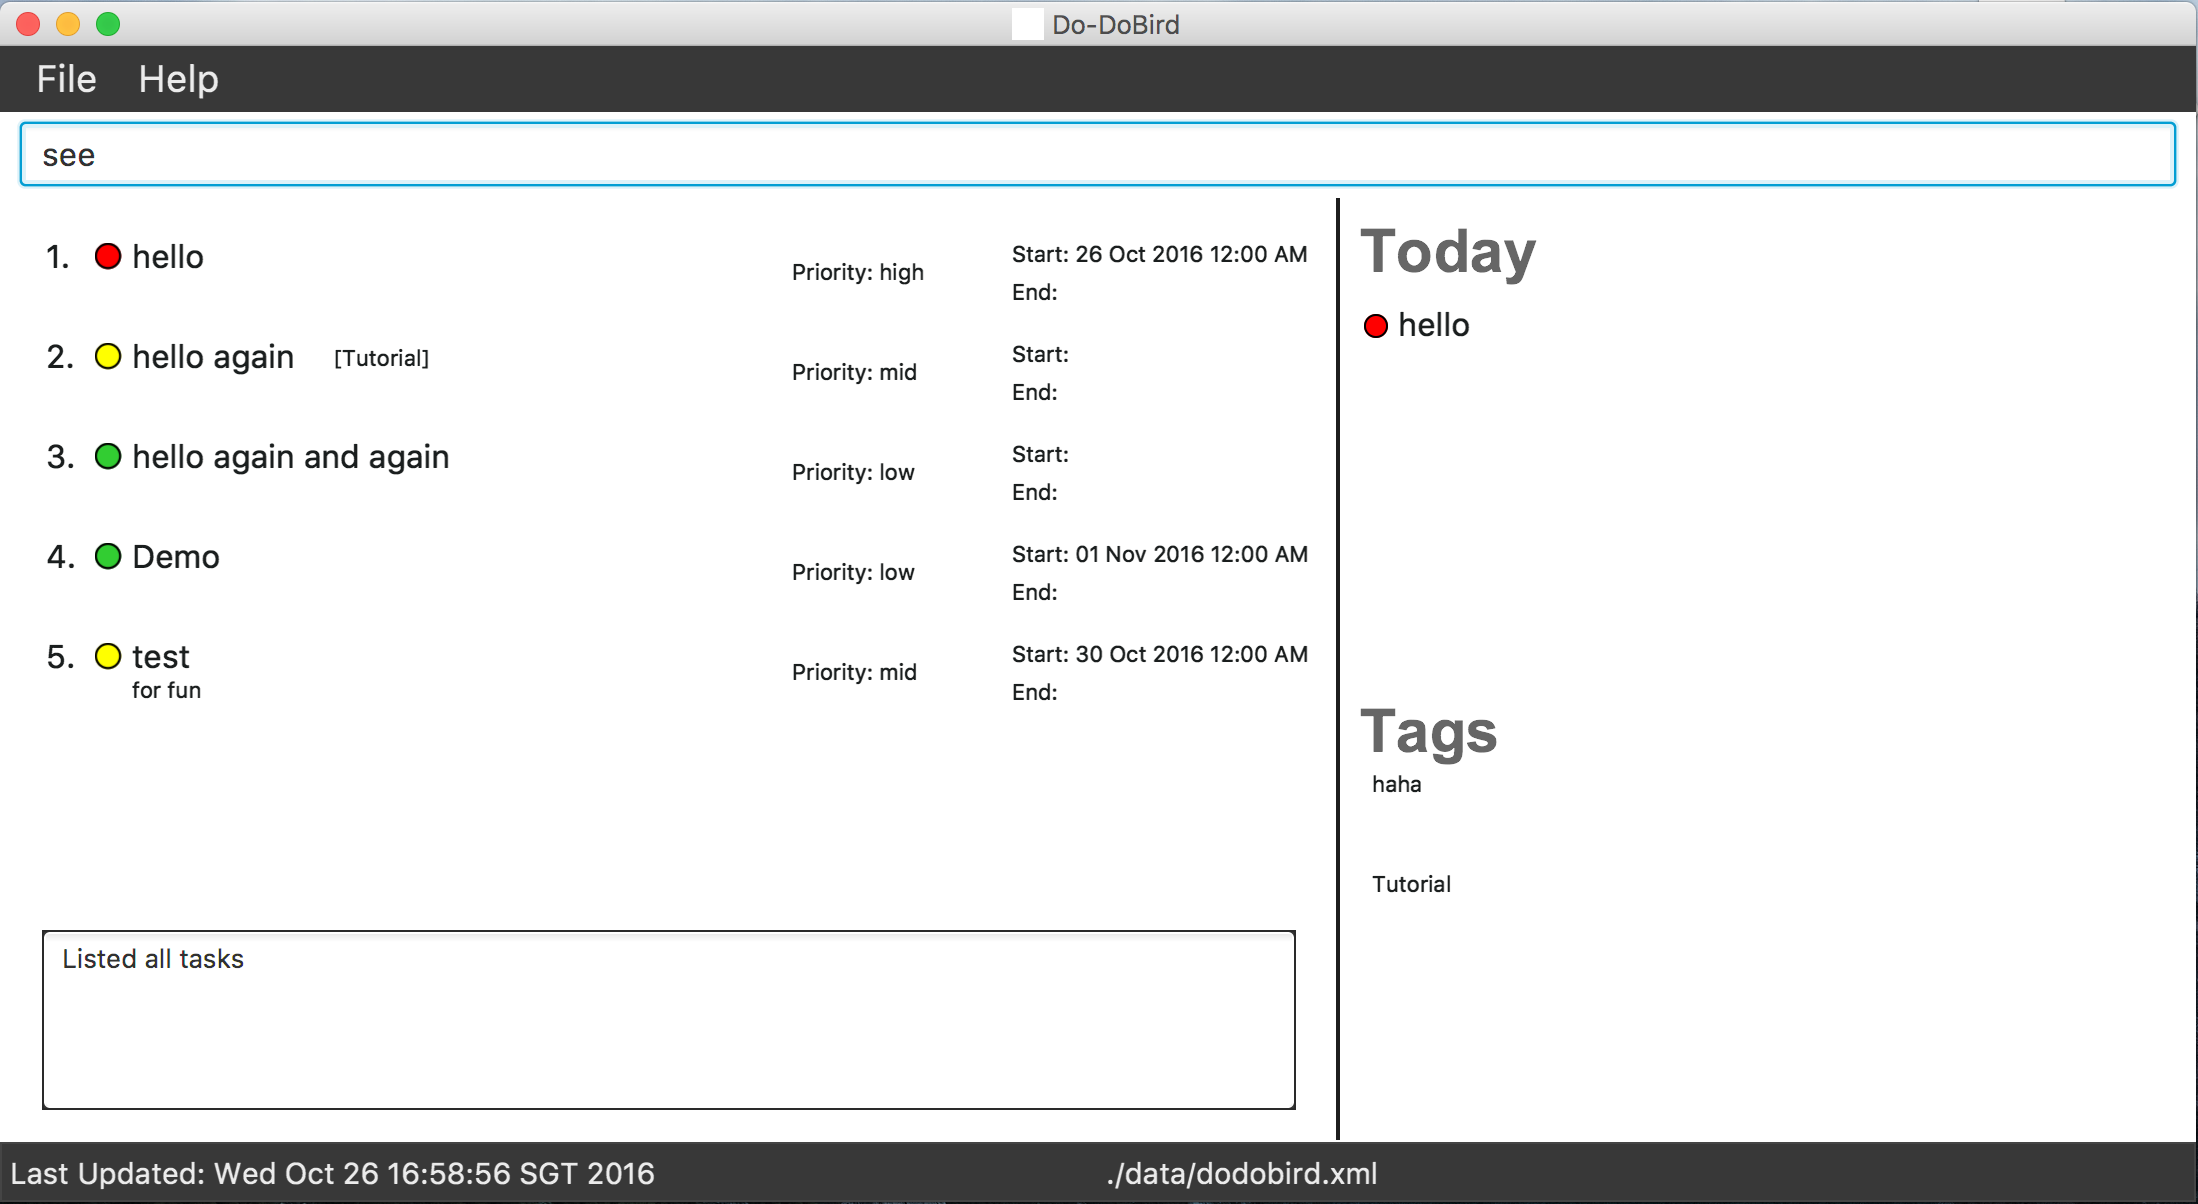 Do-DoBird
File Help
see
1. hello
Priority: high
Start: 26 Oct 2016 12:00 AM
End:
2. hello again [Tutorial]
Priority: mid
Start:
End:
3. hello again and again
Priority: low
Start:
End:
4. Demo
Priority: low
Start: 01 Nov 2016 12:00 AM
End:
5. test
for fun
Priority: mid
Start: 30 Oct 2016 12:00 AM
End:
Listed all tasks
Today
hello
Tags
haha
Tutorial
Last Updated: Wed Oct 26 16:58:56 SGT 2016
./data/dodobird.xml